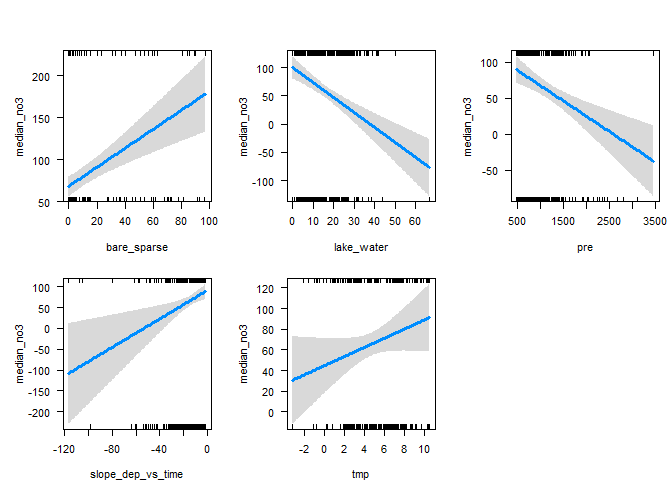 200
150
100
50
median_no3
0 20 40 60 80 100
bare_sparse
100
50
0
-50
-100
median_no3
0 10 20 30 40 50 60
lake_water
100
50
0
-50
median_no3
500 1500 2500 3500
pre
100
50
0
-50
-100
-150
-200
median_no3
-120 -80 -40 0
slope_dep_vs_time
120
100
80
60
40
20
0
median_no3
-2 0 2 4 6 8 10
tmp